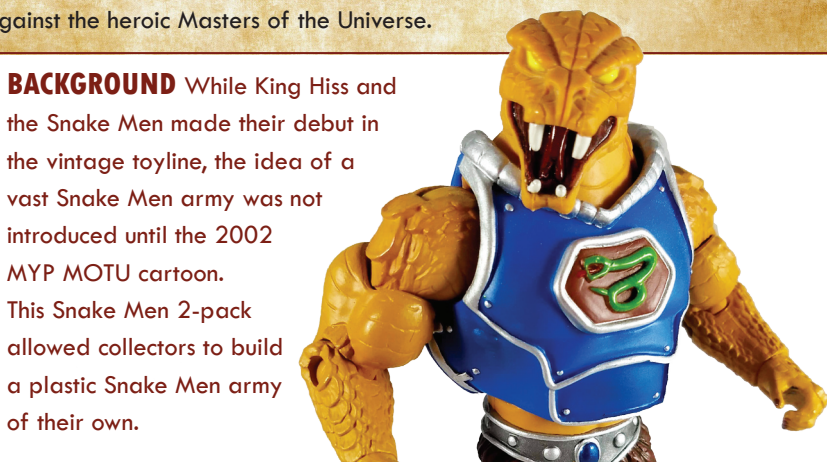 gainst the heroic Masters of the Universe.
BACKGROUND While King Hiss and
the Snake Men made their debut in
the vintage toyline, the idea of a
vast Snake Men army was not
introduced until the 2002
MYP MOTU cartoon.
This Snake Men 2-pack
allowed collectors to build
a plastic Snake Men army
of their own.